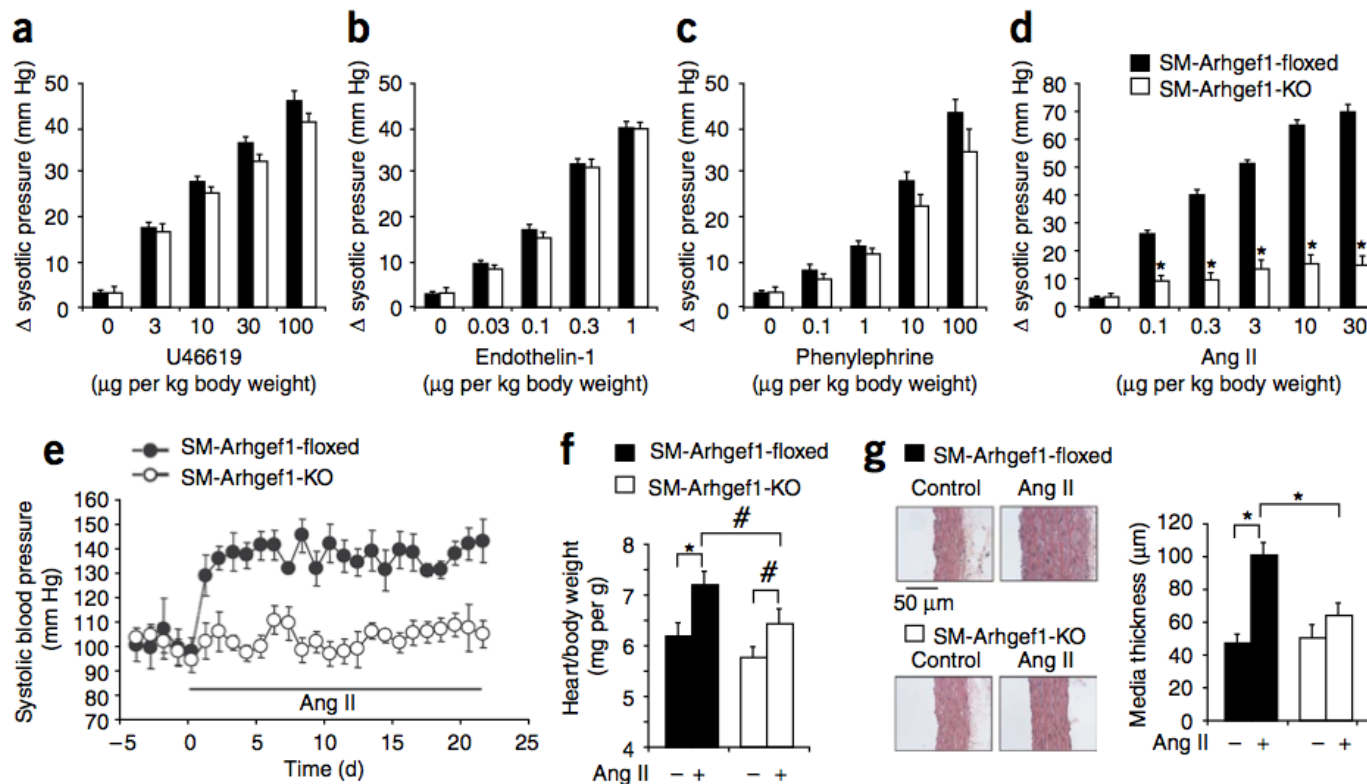 a
Δ sysotlic pressure (mm Hg)
50
40
30
20
10
0
0 3 10 30 100
U46619
(μg per kg body weight)
b
Δ sysotlic pressure (mm Hg)
50
40
30
20
10
0
0 0.03 0.1 0.3 1
Endothelin-1
(μg per kg body weight)
c
Δ sysotlic pressure (mm Hg)
50
40
30
20
10
0
0 0.1 1 10 100
Phenylephrine
(μg per kg body weight)
d
SM-Arhgef1-floxed
SM-Arhgef1-KO
Δ sysotlic pressure (mm Hg)
80
70
60
50
40
30
20
10
0
* * * * *
0 0.1 0.3 3 10 30
Ang II
(μg per kg body weight)
e
SM-Arhgef1-floxed
SM-Arhgef1-KO
Systolic blood pressure
(mm Hg)
160
150
140
130
120
110
100
90
80
70
Ang II
–5 0 5 10 15 20 25
Time (d)
f
SM-Arhgef1-floxed
SM-Arhgef1-KO
Heart/body weight
(mg per g)
8
7
6
5
4
#
* #
Ang II – + – +
g
SM-Arhgef1-floxed
Control Ang II
50 μm
SM-Arhgef1-KO
Control Ang II
Media thickness (μm)
120
100
80
60
40
20
0
* *
Ang II – + – +